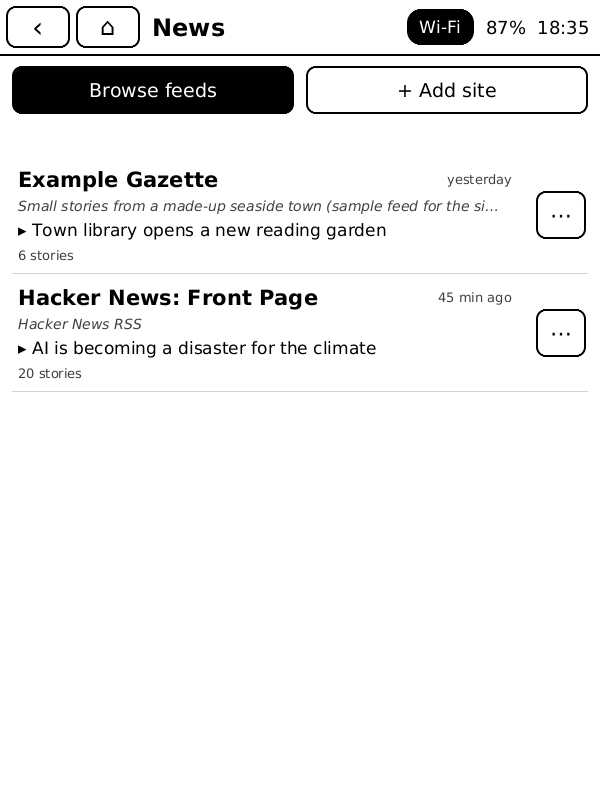 ‹ ⌂ News Wi-Fi 87% 18:35
Browse feeds + Add site
Example Gazette yesterday
Small stories from a made-up seaside town (sample feed for the si…
▸ Town library opens a new reading garden
6 stories
…
Hacker News: Front Page 45 min ago
Hacker News RSS
▸ AI is becoming a disaster for the climate
20 stories
…